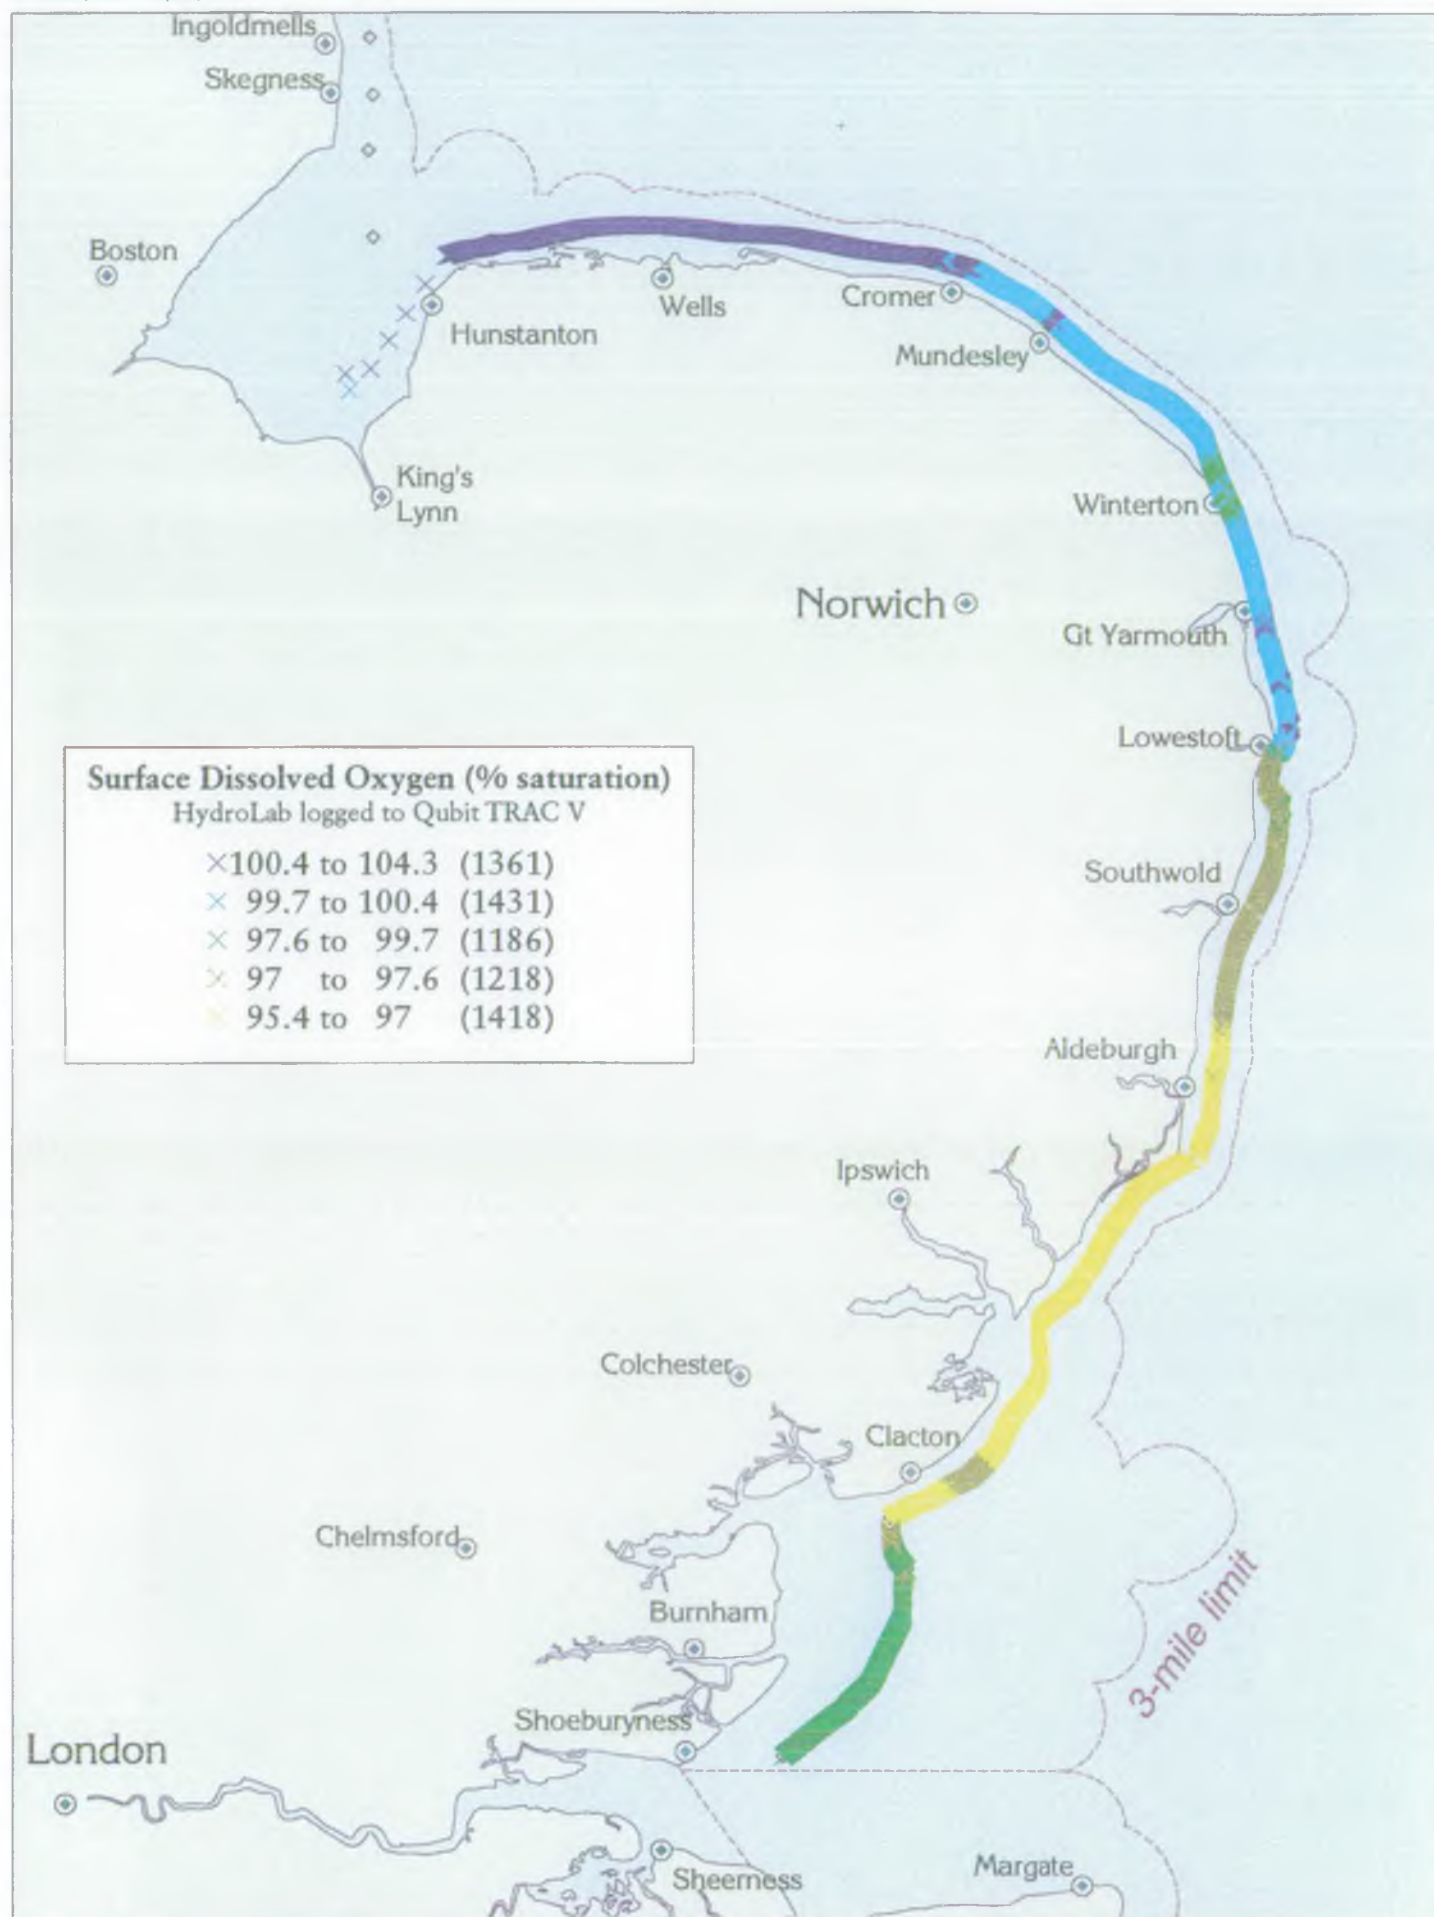 Ingoldmells
Skegness
Boston
Hunstanton
Wells
Cromer
Mundesley
King's
Lynn
Winterton
Norwich
Gt Yarmouth
Lowestoft
Surface Dissolved Oxygen (% saturation)
HydroLab logged to Qubit TRAC V
×100.4 to 104.3 (1361)
× 99.7 to 100.4 (1431)
× 97.6 to 99.7 (1186)
× 97 to 97.6 (1218)
× 95.4 to 97 (1418)
Southwold
Aldeburgh
Ipswich
Colchester
Clacton
Chelmsford
Burnham
3-mile limit
Shoeburyness
London
Sheerness
Margate